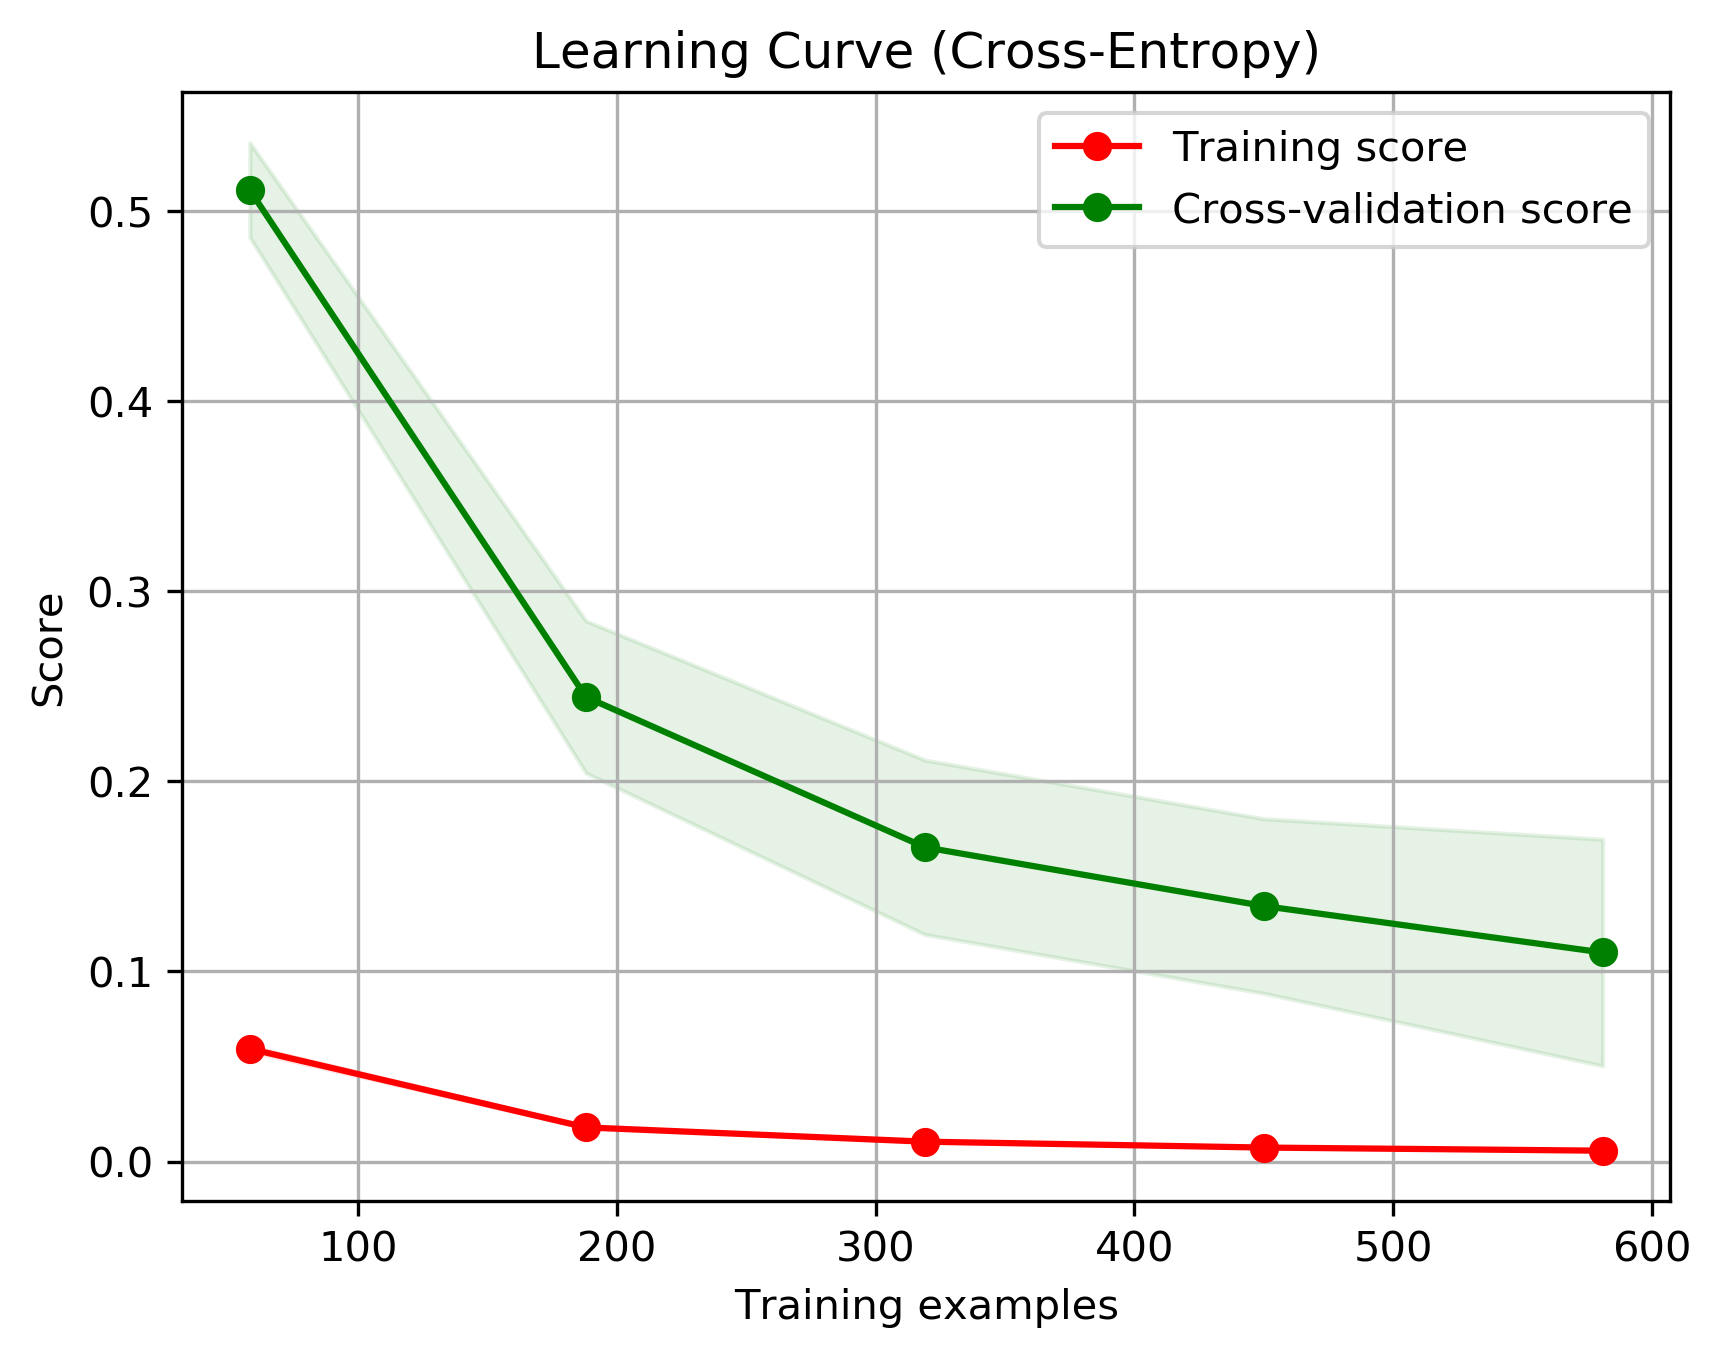 Learning Curve (Cross-Entropy)
Training score
Cross-validation score
0.5
0.4
0.3
0.2
0.1
0.0
Score
100 200 300 400 500 600
Training examples